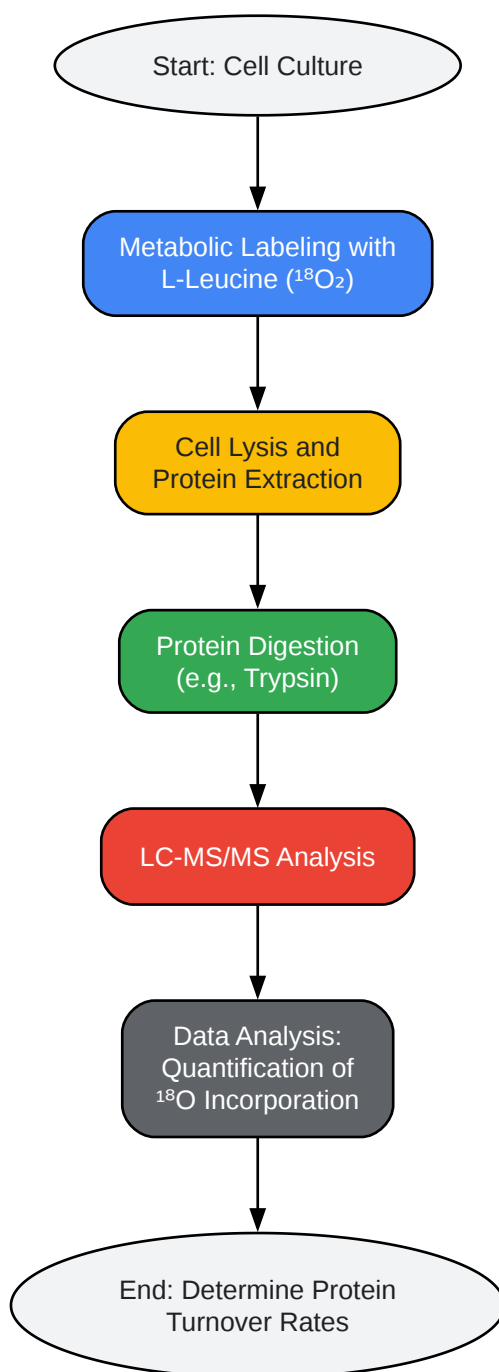 Start: Cell Culture
Metabolic Labeling with
L-Leucine (¹⁸O₂)
Cell Lysis and
Protein Extraction
Protein Digestion
(e.g., Trypsin)
LC-MS/MS Analysis
Data Analysis:
Quantification of
¹⁸O Incorporation
End: Determine Protein
Turnover Rates